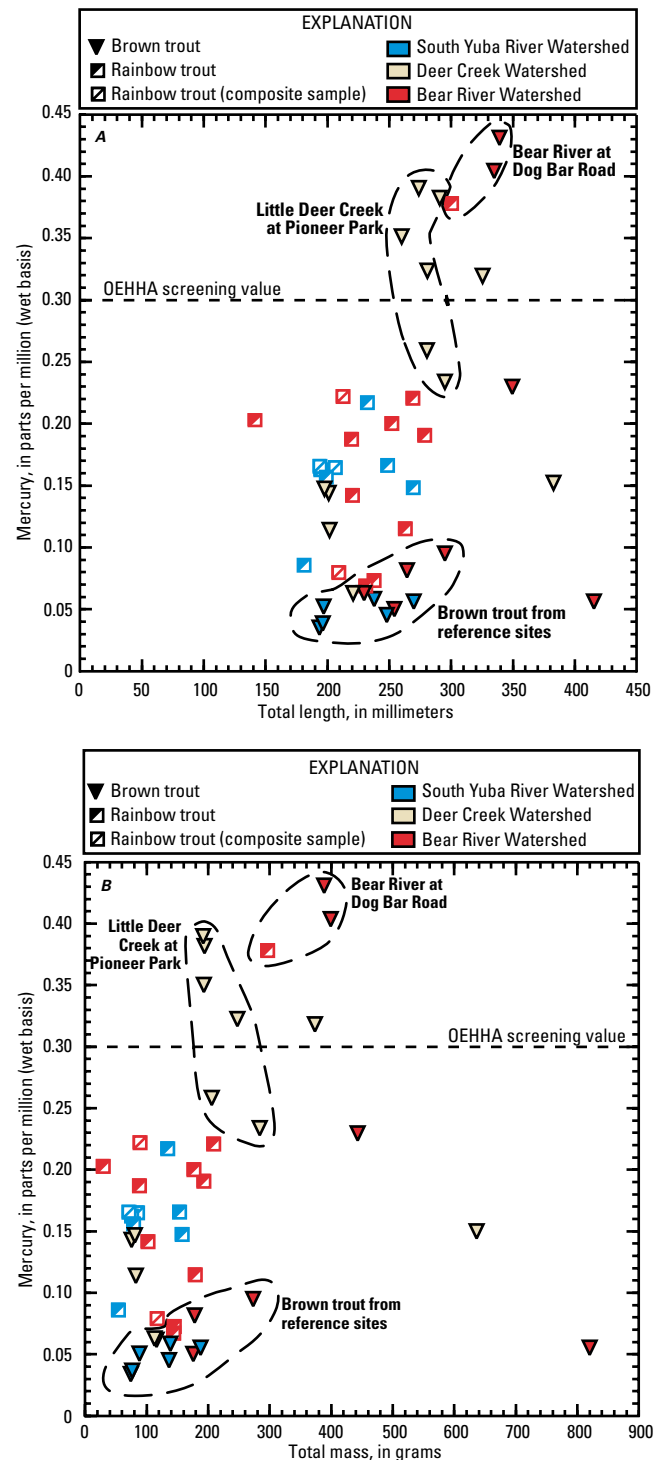 EXPLANATION
Brown trout
Rainbow trout
Rainbow trout (composite sample)
South Yuba River Watershed
Deer Creek Watershed
Bear River Watershed
A
0.45
0.40
0.35
0.30
0.25
0.20
0.15
0.10
0.05
0
Mercury, in parts per million (wet basis)
Bear River at
Dog Bar Road
Little Deer Creek
at Pioneer Park
OEHHA screening value
Brown trout from
reference sites
0 50 100 150 200 250 300 350 400 450
Total length, in millimeters
EXPLANATION
Brown trout
Rainbow trout
Rainbow trout (composite sample)
South Yuba River Watershed
Deer Creek Watershed
Bear River Watershed
B
0.45
0.40
0.35
0.30
0.25
0.20
0.15
0.10
0.05
0
Mercury, in parts per million (wet basis)
Bear River at
Dog Bar Road
Little Deer
Creek at
Pioneer Park
OEHHA screening value
Brown trout from
reference sites
0 100 200 300 400 500 600 700 800 900
Total mass, in grams